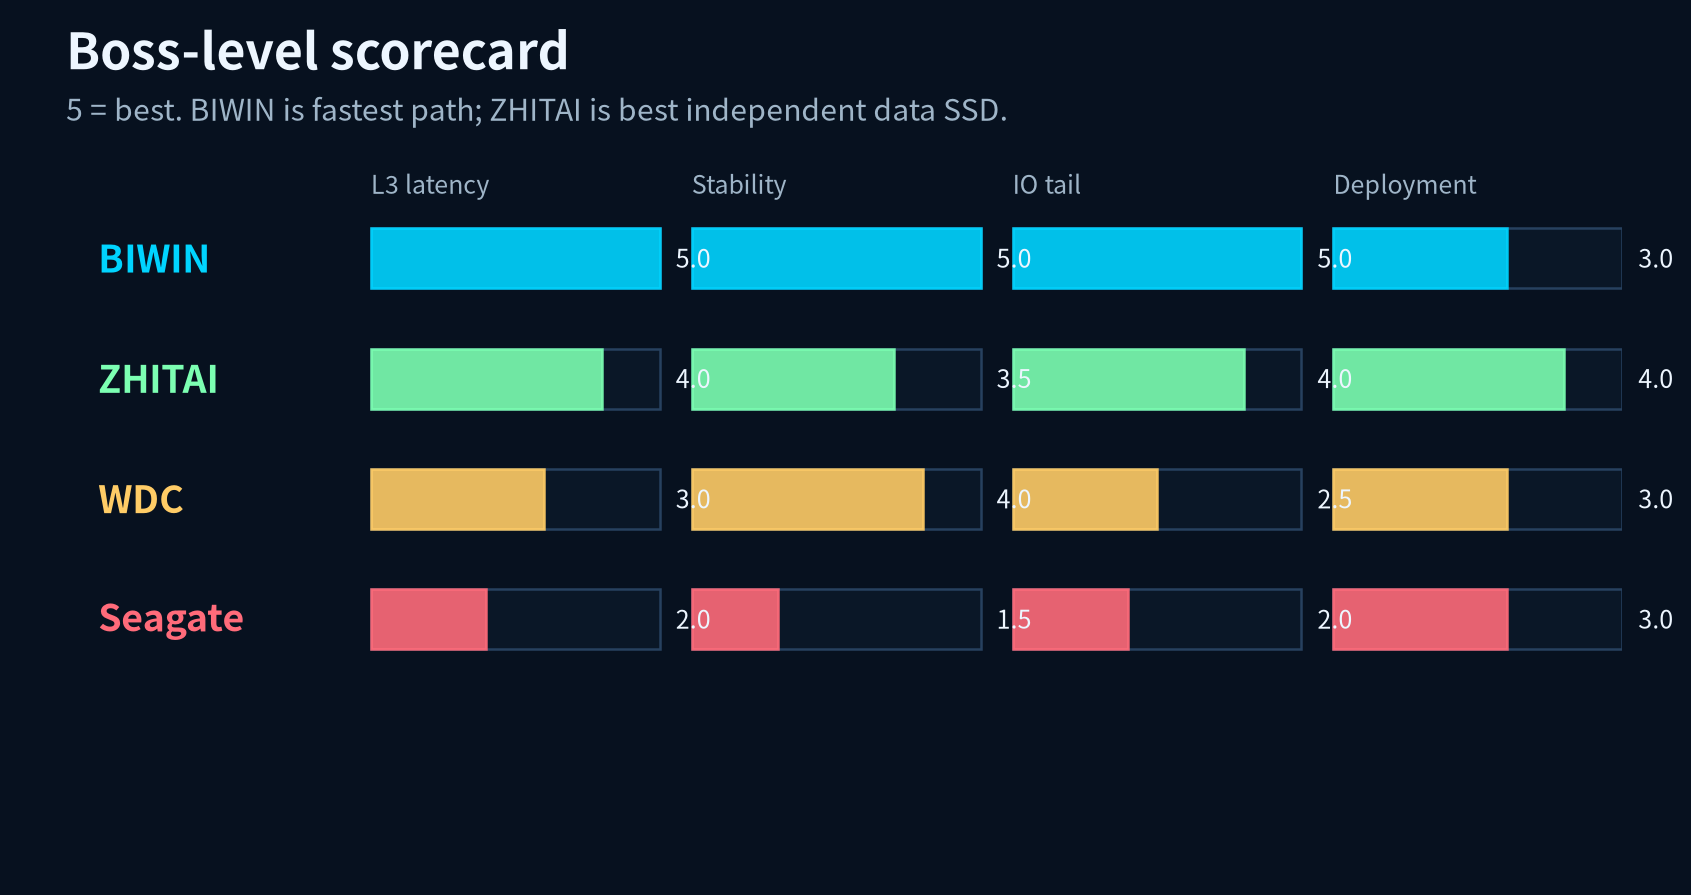 Boss-level scorecard
5 = best. BIWIN is fastest path; ZHITAI is best independent data SSD.
L3 latency Stability IO tail Deployment
BIWIN 5.0 5.0 5.0 3.0
ZHITAI 4.0 3.5 4.0 4.0
WDC 3.0 4.0 2.5 3.0
Seagate 2.0 1.5 2.0 3.0